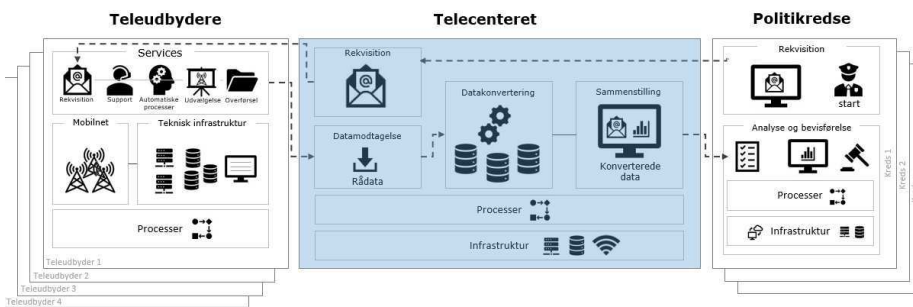 Teleudbydere
Services
Rekvisition
Support
Automatiske
processer
Udvælgelse
Overførsel
Mobilnet
Teknisk infrastruktur
Processer
Teleudbyder 1
Teleudbyder 2
Teleudbyder 3
Teleudbyder 4
Telecenteret
Rekvisition
Datamodtagelse
Rådata
Datakonvertering
Sammenstilling
Konverterede
data
Processer
Infrastruktur
Politikredse
Rekvisition
start
Analyse og bevisførelse
Processer
Infrastruktur
Kreds 1
Kreds 2